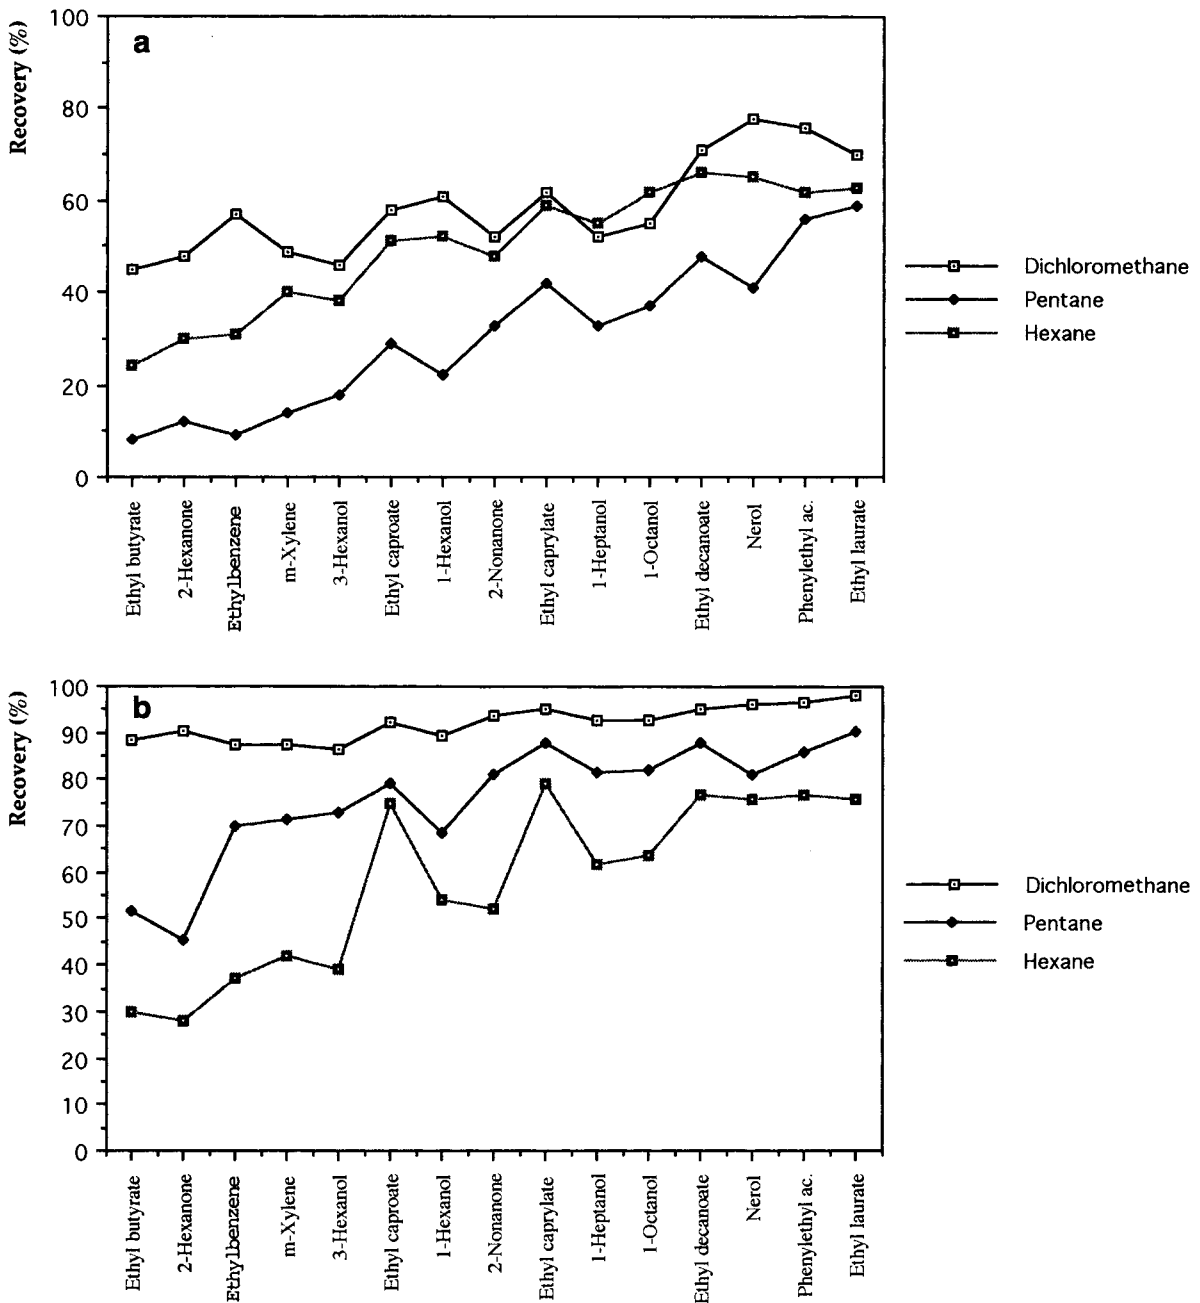 a
Recovery (%)
100
80
60
40
20
0
Ethyl butyrate
2-Hexanone
Ethylbenzene
m-Xylene
3-Hexanol
Ethyl caproate
1-Hexanol
2-Nonanone
Ethyl caprylate
1-Heptanol
1-Octanol
Ethyl decanoate
Nerol
Phenylethyl ac.
Ethyl laurate
Dichloromethane
Pentane
Hexane
b
Recovery (%)
100
90
80
70
60
50
40
30
20
10
0
Ethyl butyrate
2-Hexanone
Ethylbenzene
m-Xylene
3-Hexanol
Ethyl caproate
1-Hexanol
2-Nonanone
Ethyl caprylate
1-Heptanol
1-Octanol
Ethyl decanoate
Nerol
Phenylethyl ac.
Ethyl laurate
Dichloromethane
Pentane
Hexane